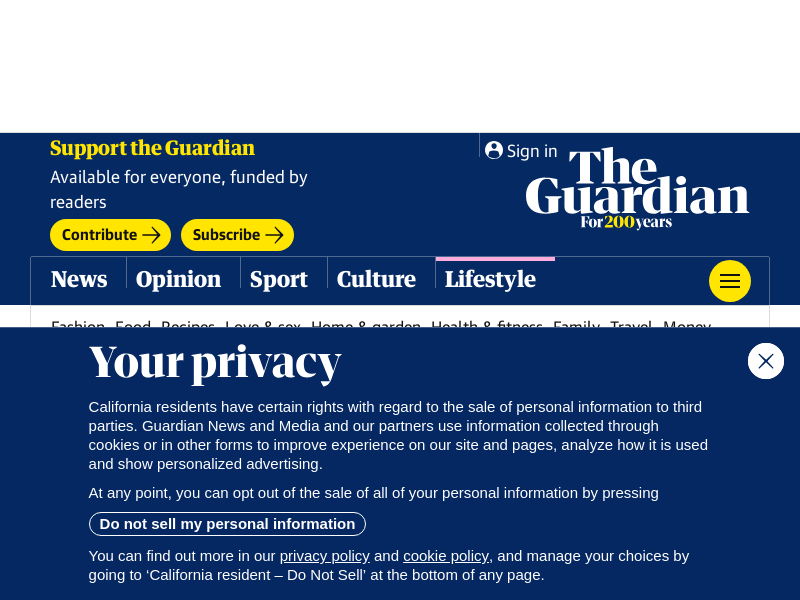 Support the Guardian
Available for everyone, funded by
readers
Contribute
Subscribe
Sign in
The
Guardian
For 200 years
News
Opinion
Sport
Culture
Lifestyle
Fashion Food Recipes Love & sex Home & garden Health & fitness Family Travel Money
Your privacy
California residents have certain rights with regard to the sale of personal information to third
parties. Guardian News and Media and our partners use information collected through
cookies or in other forms to improve experience on our site and pages, analyze how it is used
and show personalized advertising.
At any point, you can opt out of the sale of all of your personal information by pressing
Do not sell my personal information
You can find out more in our privacy policy and cookie policy, and manage your choices by
going to ‘California resident – Do Not Sell’ at the bottom of any page.